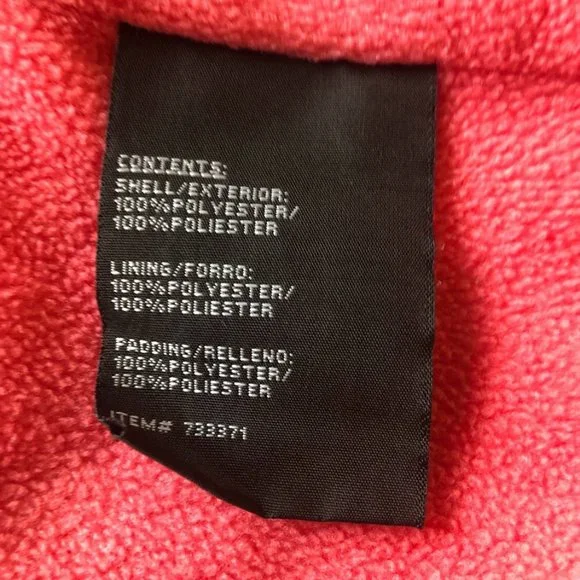 CONTENTS:
SHELL/EXTERIOR:
100%POLYESTER/
100%POLIESTER
LINING/FORRO:
100%POLYESTER/
100%POLIESTER
PADDING/RELLENO:
100%POLYESTER/
100%POLIESTER
ITEM# 733371